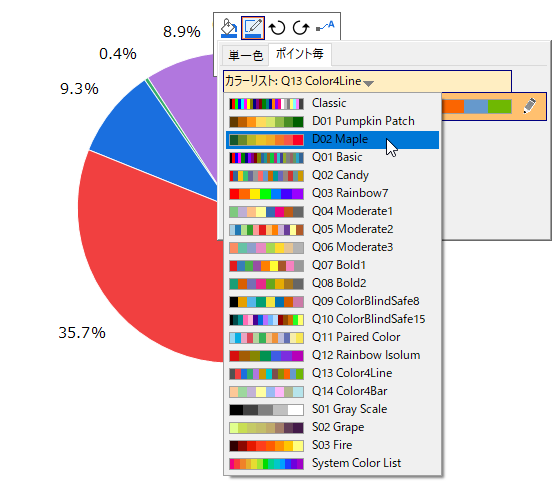 8.9%
0.4%
9.3%
35.7%
A
単一色 ポイント毎
カラーリスト: Q13 Color4Line
Classic
D01 Pumpkin Patch
D02 Maple
Q01 Basic
Q02 Candy
Q03 Rainbow7
Q04 Moderate1
Q05 Moderate2
Q06 Moderate3
Q07 Bold1
Q08 Bold2
Q09 ColorBlindSafe8
Q10 ColorBlindSafe15
Q11 Paired Color
Q12 Rainbow Isolum
Q13 Color4Line
Q14 Color4Bar
S01 Gray Scale
S02 Grape
S03 Fire
System Color List